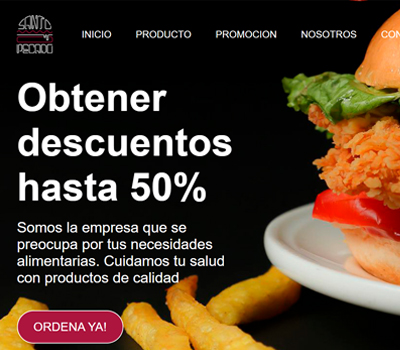 SANTO
PECADO
INICIO PRODUCTO PROMOCION NOSOTROS
Obtener
descuentos
hasta 50%
Somos la empresa que se
preocupa por tus necesidades
alimentarias. Cuidamos tu salud
con productos de calidad
ORDENA YA!